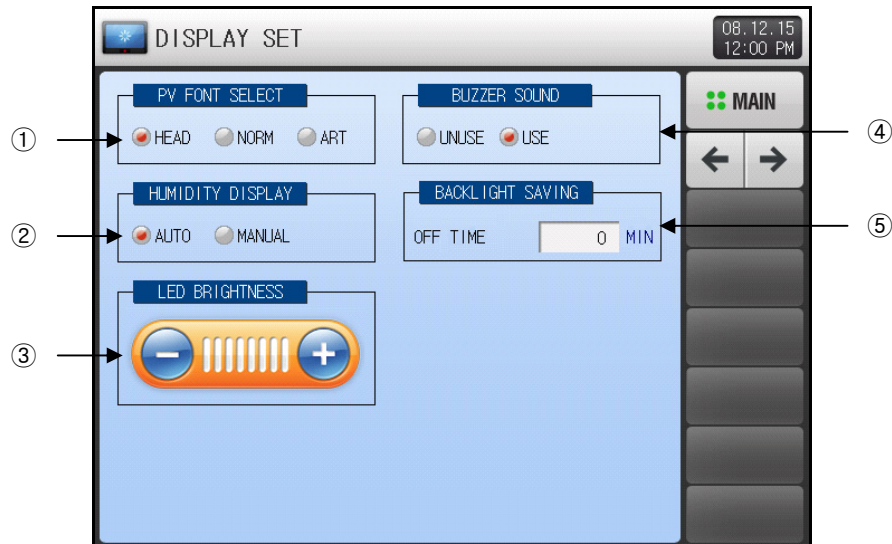 DISPLAY SET
08.12.15
12:00 PM
PV FONT SELECT
HEAD NORM ART
BUZZER SOUND
UNUSE USE
MAIN
①
④
HUMIDITY DISPLAY
AUTO MANUAL
BACKLIGHT SAVING
OFF TIME 0 MIN
②
⑤
LED BRIGHTNESS
③